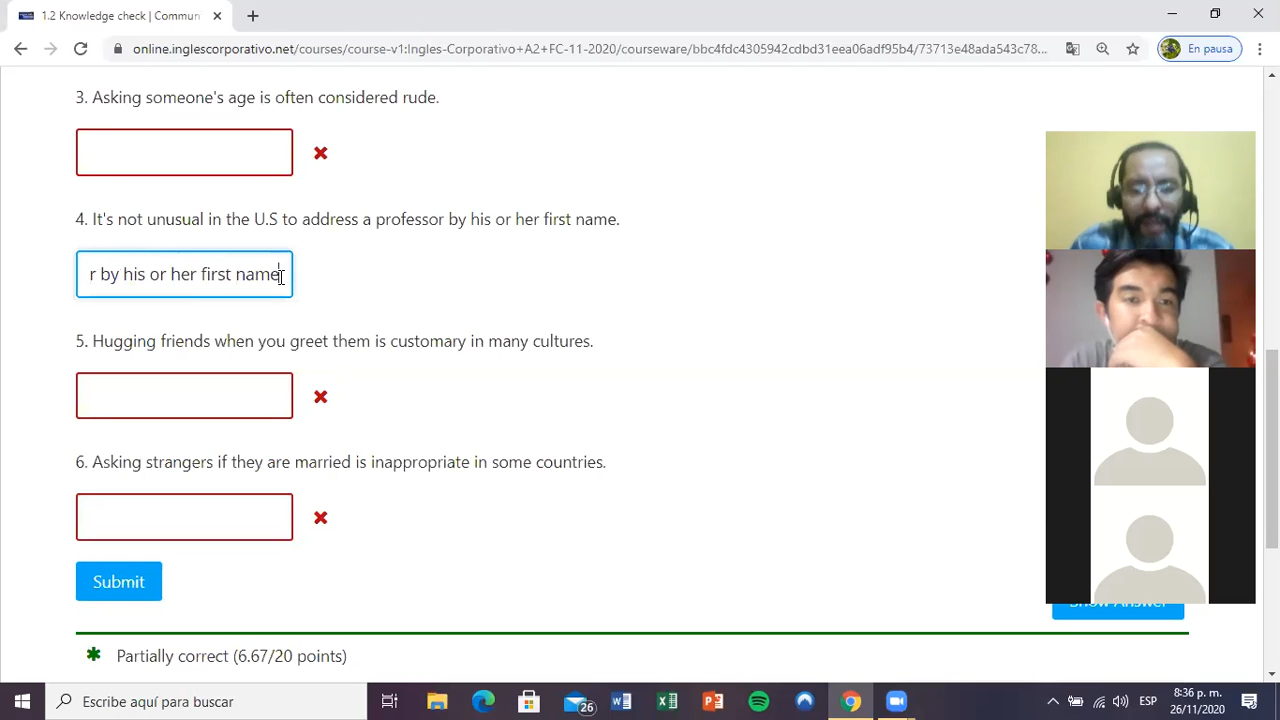 1.2 Knowledge check | Commun
online.inglescorporativo.net/courses/course-v1:Ingles-Corporativo+A2+FC-11-2020/courseware/bbc4fdc4305942cdbd31eea06adf95b4/73713e48ada543c78...
En pausa
3. Asking someone's age is often considered rude.
4. It's not unusual in the U.S to address a professor by his or her first name.
r by his or her first name
5. Hugging friends when you greet them is customary in many cultures.
6. Asking strangers if they are married is inappropriate in some countries.
Submit
Show Answer
Partially correct (6.67/20 points)
Escribe aquí para buscar
26
ESP
8:36 p. m.
26/11/2020